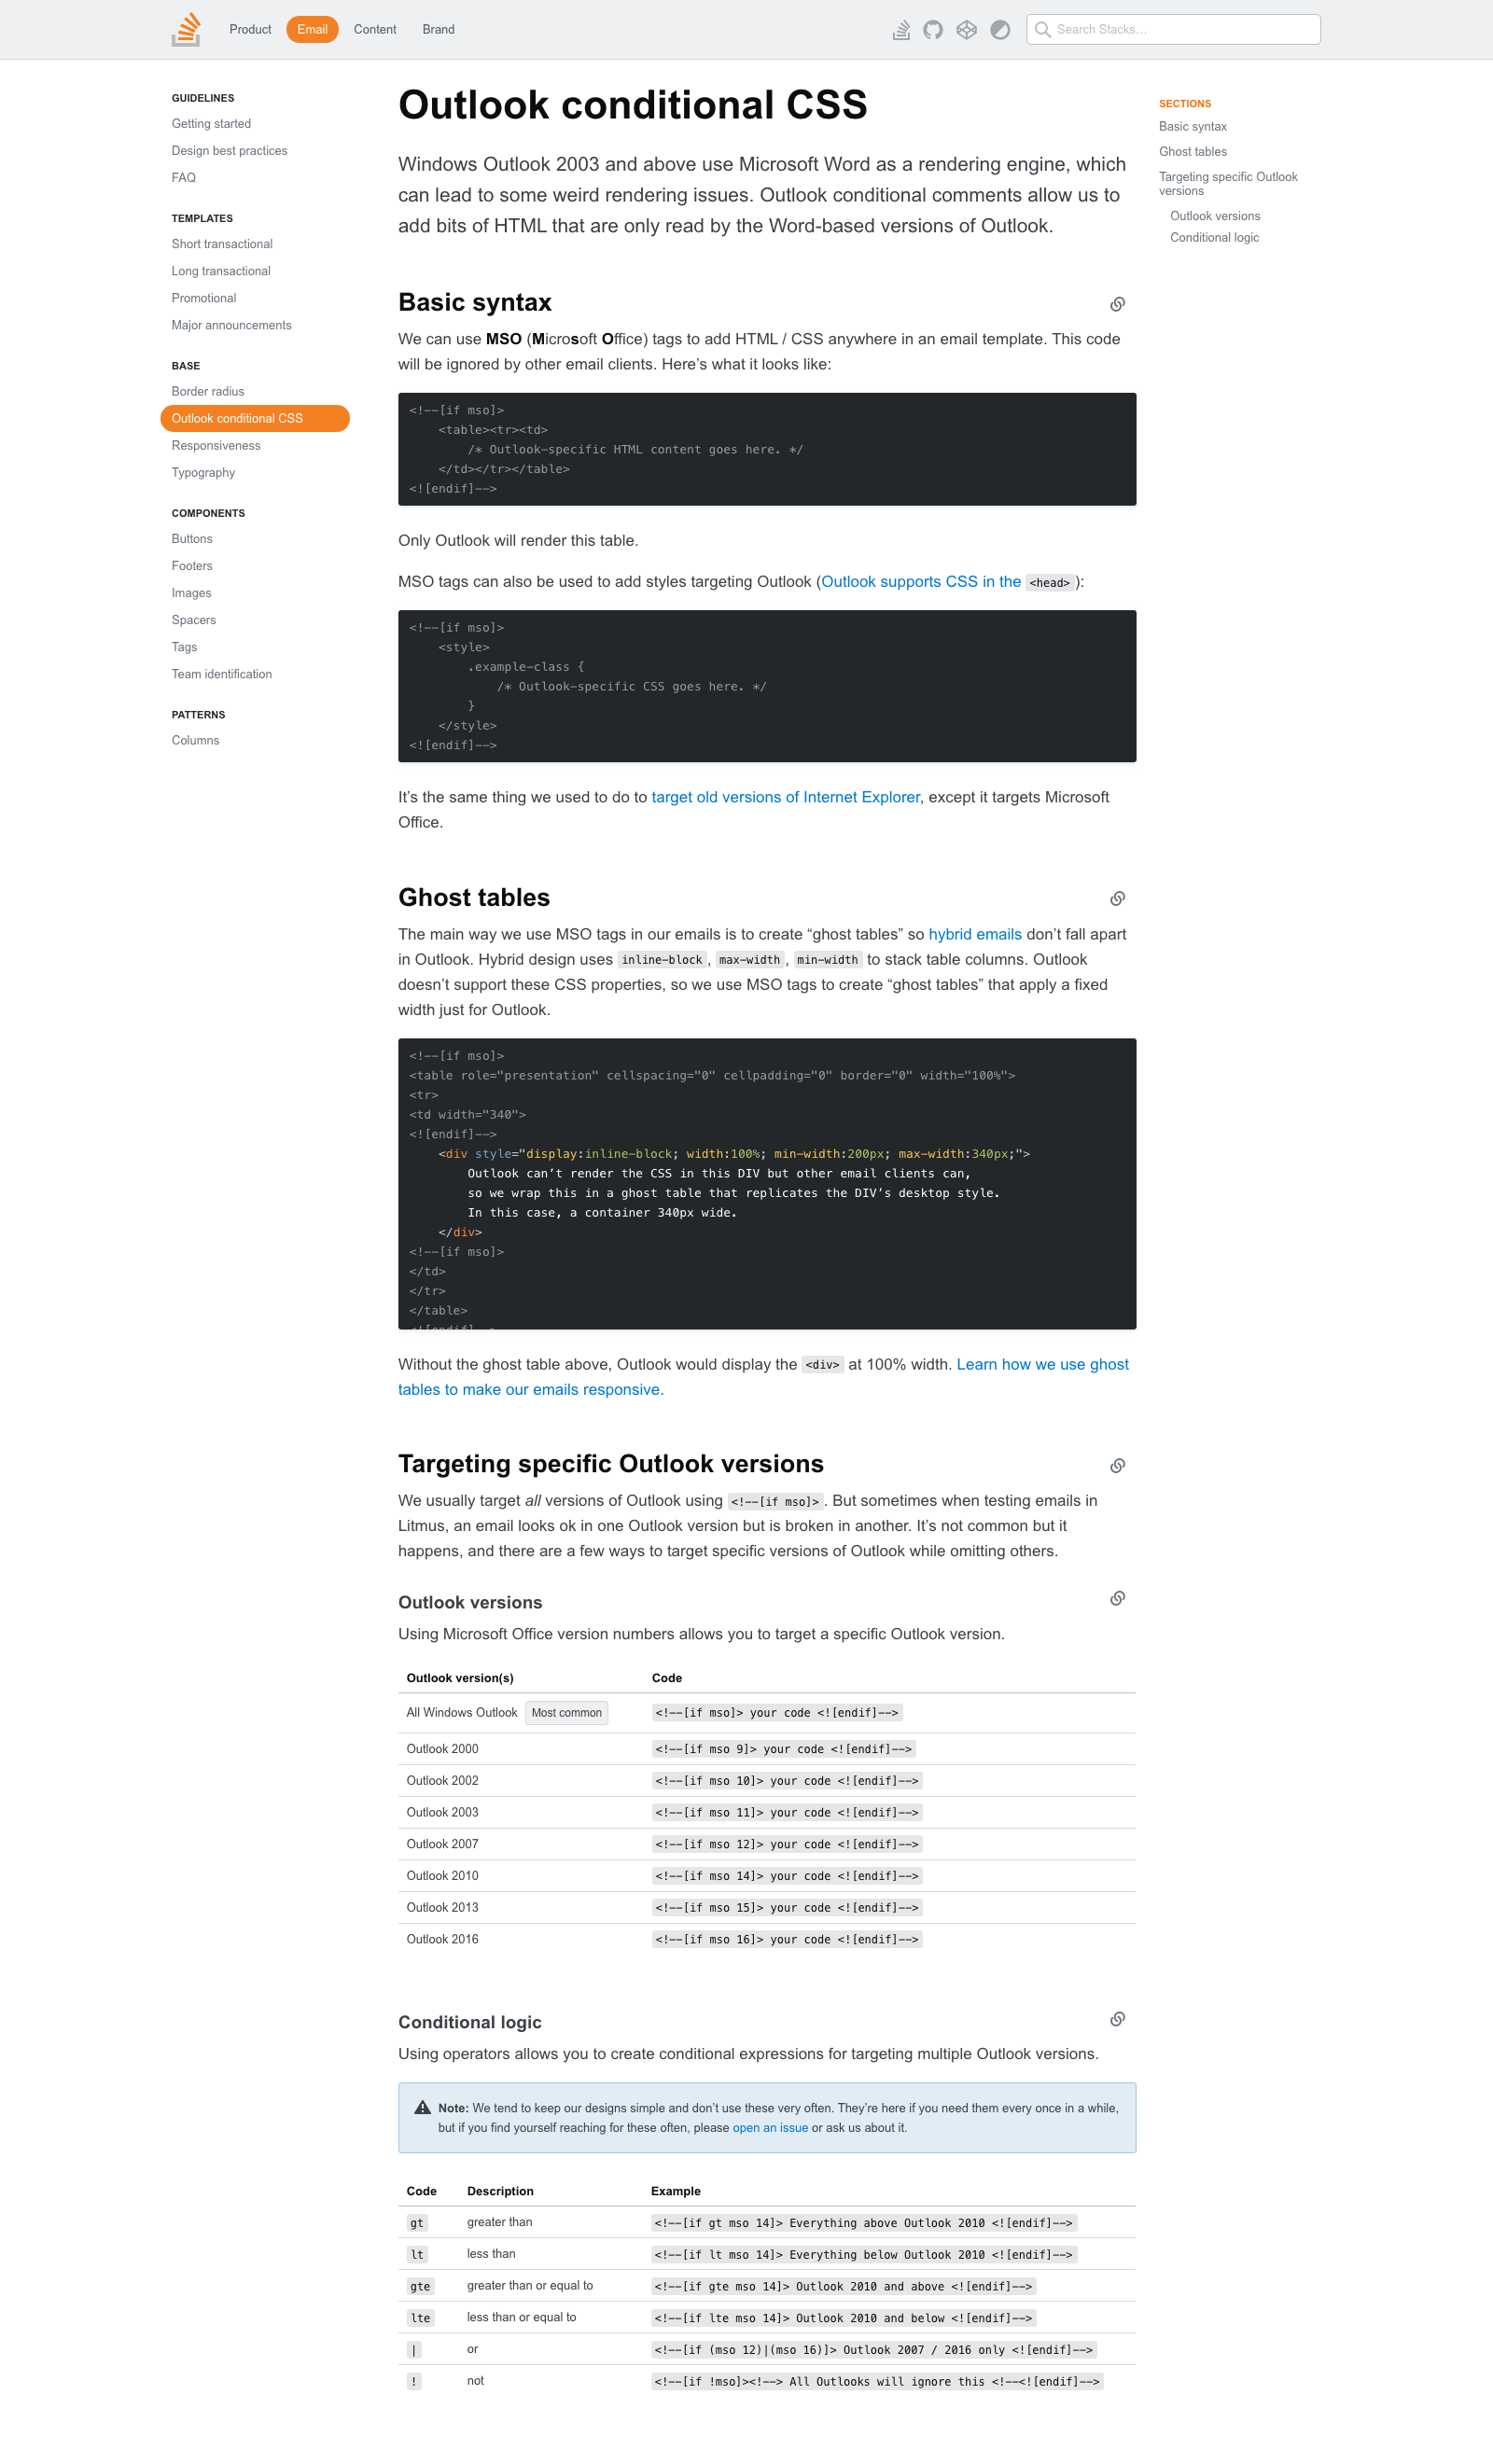 Product Email Content Brand Search Stacks…
GUIDELINES
Getting started
Design best practices
FAQ
TEMPLATES
Short transactional
Long transactional
Promotional
Major announcements
BASE
Border radius
Outlook conditional CSS
Responsiveness
Typography
COMPONENTS
Buttons
Footers
Images
Spacers
Tags
Team identification
PATTERNS
Columns
Outlook conditional CSS
Windows Outlook 2003 and above use Microsoft Word as a rendering engine, which
can lead to some weird rendering issues. Outlook conditional comments allow us to
add bits of HTML that are only read by the Word-based versions of Outlook.
Basic syntax
We can use MSO (Microsoft Office) tags to add HTML / CSS anywhere in an email template. This code
will be ignored by other email clients. Here’s what it looks like:
<!--[if mso]>
<table><tr><td>
/* Outlook-specific HTML content goes here. */
</td></tr></table>
<![endif]-->
Only Outlook will render this table.
MSO tags can also be used to add styles targeting Outlook (Outlook supports CSS in the <head>):
<!--[if mso]>
<style>
.example-class {
/* Outlook-specific CSS goes here. */
}
</style>
<![endif]-->
It’s the same thing we used to do to target old versions of Internet Explorer, except it targets Microsoft
Office.
Ghost tables
The main way we use MSO tags in our emails is to create “ghost tables” so hybrid emails don’t fall apart
in Outlook. Hybrid design uses inline-block, max-width, min-width to stack table columns. Outlook
doesn’t support these CSS properties, so we use MSO tags to create “ghost tables” that apply a fixed
width just for Outlook.
<!--[if mso]>
<table role="presentation" cellspacing="0" cellpadding="0" border="0" width="100%">
<tr>
<td width="340">
<![endif]-->
<div style="display:inline-block; width:100%; min-width:200px; max-width:340px;">
Outlook can’t render the CSS in this DIV but other email clients can,
so we wrap this in a ghost table that replicates the DIV’s desktop style.
In this case, a container 340px wide.
</div>
<!--[if mso]>
</td>
</tr>
</table>
<![endif]-->
Without the ghost table above, Outlook would display the <div> at 100% width. Learn how we use ghost
tables to make our emails responsive.
Targeting specific Outlook versions
We usually target all versions of Outlook using <!--[if mso]>. But sometimes when testing emails in
Litmus, an email looks ok in one Outlook version but is broken in another. It’s not common but it
happens, and there are a few ways to target specific versions of Outlook while omitting others.
Outlook versions
Using Microsoft Office version numbers allows you to target a specific Outlook version.
Outlook version(s) Code
All Windows Outlook Most common <!--[if mso]> your code <![endif]-->
Outlook 2000 <!--[if mso 9]> your code <![endif]-->
Outlook 2002 <!--[if mso 10]> your code <![endif]-->
Outlook 2003 <!--[if mso 11]> your code <![endif]-->
Outlook 2007 <!--[if mso 12]> your code <![endif]-->
Outlook 2010 <!--[if mso 14]> your code <![endif]-->
Outlook 2013 <!--[if mso 15]> your code <![endif]-->
Outlook 2016 <!--[if mso 16]> your code <![endif]-->
Conditional logic
Using operators allows you to create conditional expressions for targeting multiple Outlook versions.
Note: We tend to keep our designs simple and don’t use these very often. They’re here if you need them every once in a while,
but if you find yourself reaching for these often, please open an issue or ask us about it.
Code Description Example
gt greater than <!--[if gt mso 14]> Everything above Outlook 2010 <![endif]-->
lt less than <!--[if lt mso 14]> Everything below Outlook 2010 <![endif]-->
gte greater than or equal to <!--[if gte mso 14]> Outlook 2010 and above <![endif]-->
lte less than or equal to <!--[if lte mso 14]> Outlook 2010 and below <![endif]-->
| or <!--[if (mso 12)|(mso 16)]> Outlook 2007 / 2016 only <![endif]-->
! not <!--[if !mso]><!--> All Outlooks will ignore this <!--<![endif]-->
SECTIONS
Basic syntax
Ghost tables
Targeting specific Outlook
versions
Outlook versions
Conditional logic